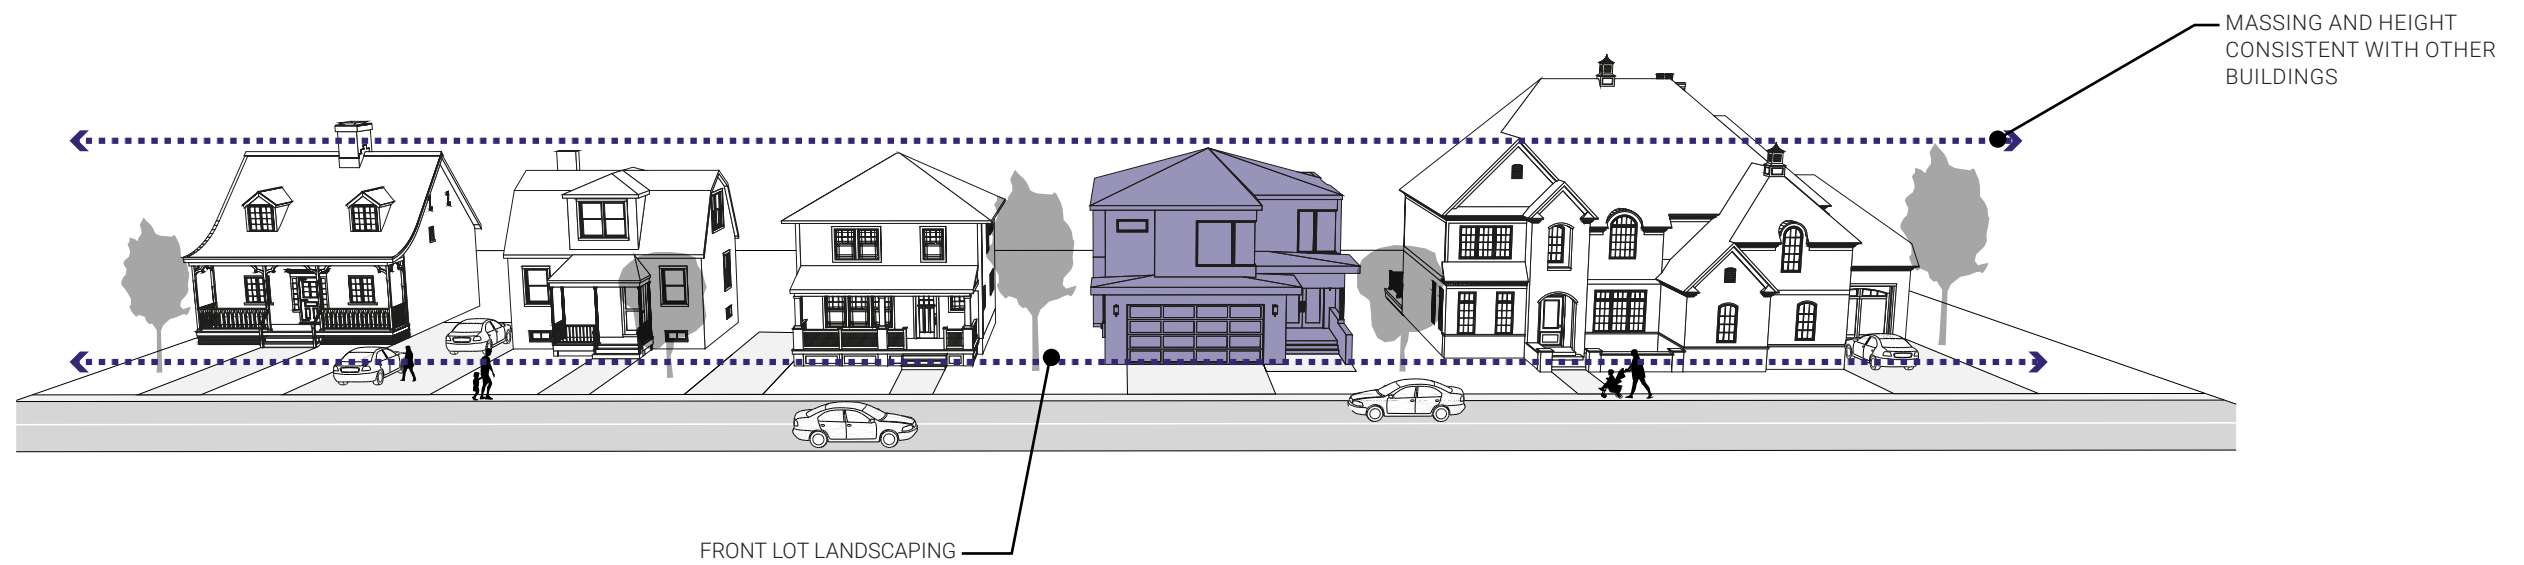 MASSING AND HEIGHT
CONSISTENT WITH OTHER
BUILDINGS
FRONT LOT LANDSCAPING